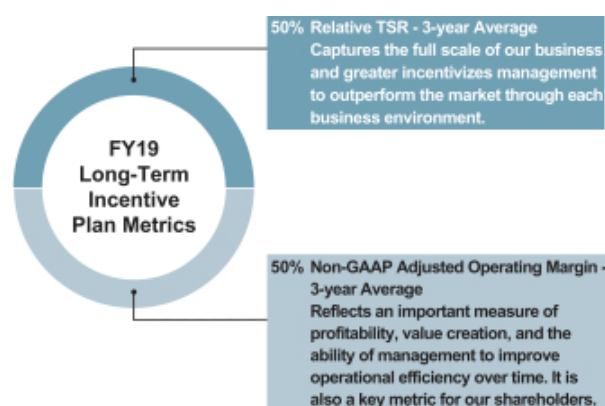 50% Relative TSR - 3-year Average
Captures the full scale of our business
and greater incentivizes management
to outperform the market through each
business environment.
FY19
Long-Term
Incentive
Plan Metrics
50% Non-GAAP Adjusted Operating Margin -
3-year Average
Reflects an important measure of
profitability, value creation, and the
ability of management to improve
operational efficiency over time. It is
also a key metric for our shareholders.